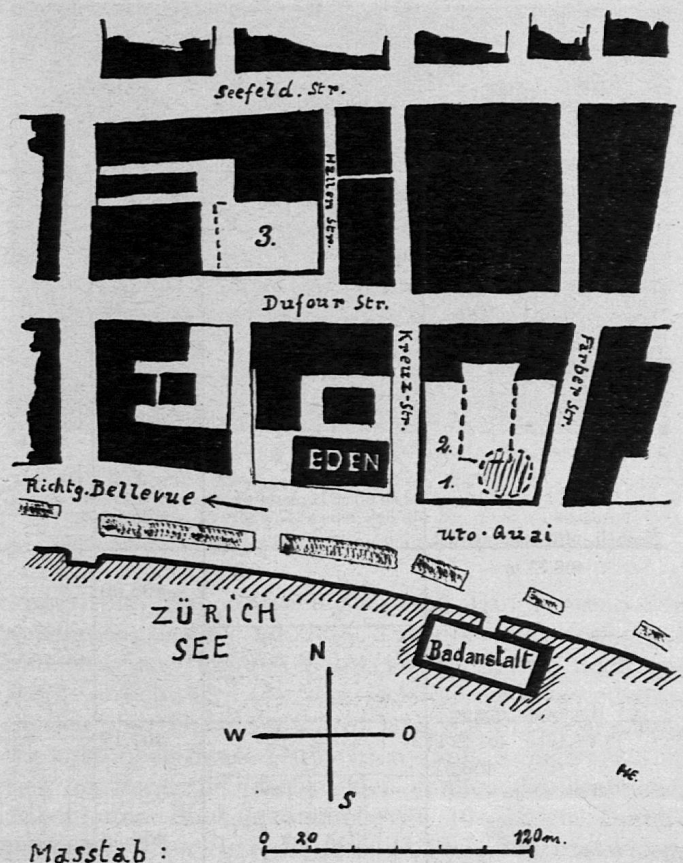 Seefeld. Str.
Hallen Str.
3.
Dufour Str.
Kreuz-Str.
Färber Str.
EDEN
2.
1.
Richtg. Bellevue
Uto-Quai
ZÜRICH
SEE
Badanstalt
N
W O
S
Masstab :
0 20 120m.